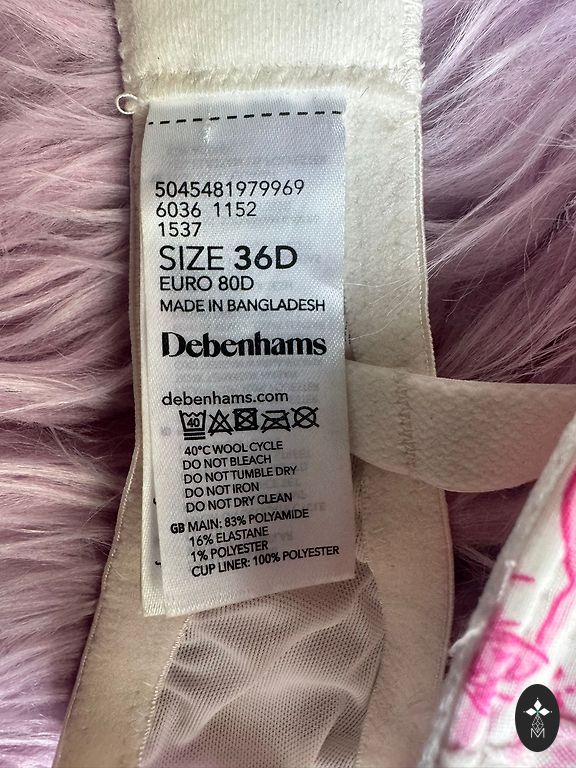 5045481979969
6036 1152
1537
SIZE 36D
EURO 80D
MADE IN BANGLADESH
Debenhams
debenhams.com
40
40°C WOOL CYCLE
DO NOT BLEACH
DO NOT TUMBLE DRY
DO NOT IRON
DO NOT DRY CLEAN
GB MAIN: 83% POLYAMIDE
16% ELASTANE
1% POLYESTER
CUP LINER: 100% POLYESTER
M